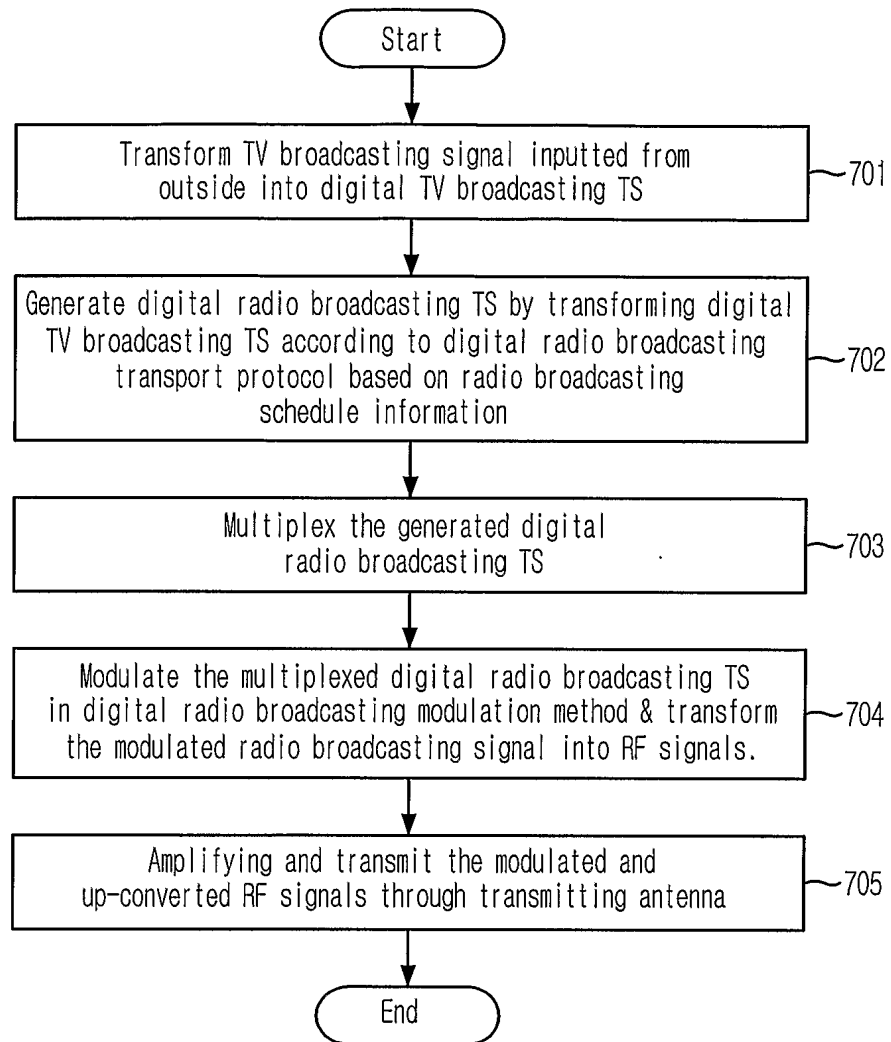 Start
Transform TV broadcasting signal inputted from
outside into digital TV broadcasting TS
701
Generate digital radio broadcasting TS by transforming digital
TV broadcasting TS according to digital radio broadcasting
transport protocol based on radio broadcasting
schedule information
702
Multiplex the generated digital
radio broadcasting TS
703
Modulate the multiplexed digital radio broadcasting TS
in digital radio broadcasting modulation method & transform
the modulated radio broadcasting signal into RF signals.
704
Amplifying and transmit the modulated and
up-converted RF signals through transmitting antenna
705
End